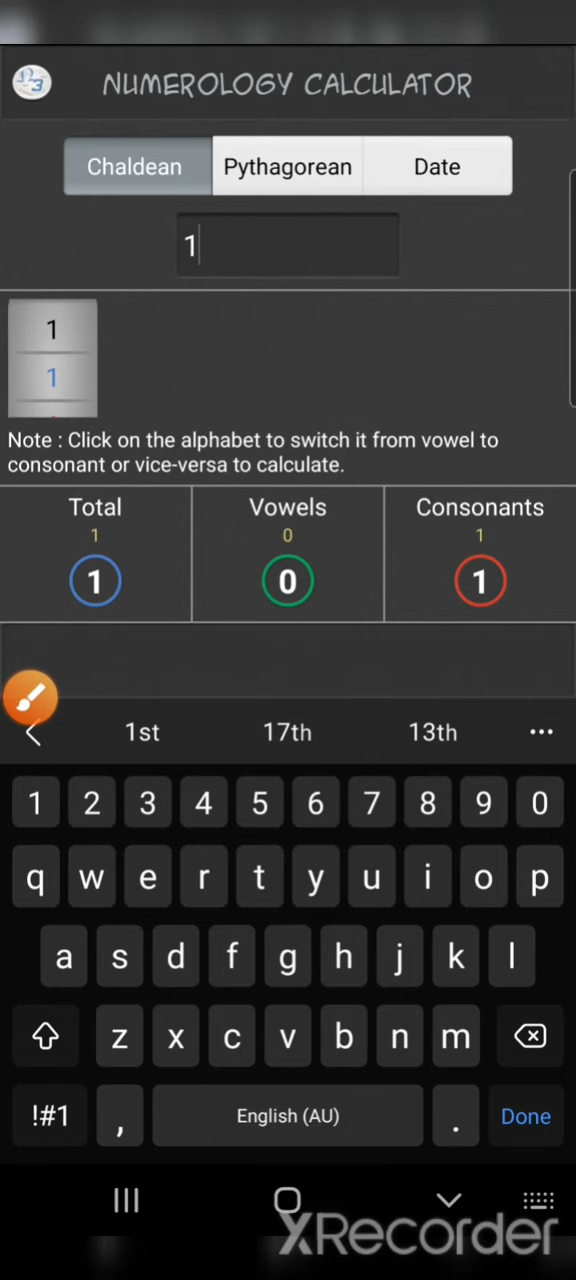 NUMEROLOGY CALCULATOR
Chaldean Pythagorean Date
1
1
1
Note : Click on the alphabet to switch it from vowel to
consonant or vice-versa to calculate.
Total Vowels Consonants
1 0 1
1 0 1
1st 17th 13th ...
1 2 3 4 5 6 7 8 9 0
q w e r t y u i o p
a s d f g h j k l
z x c v b n m
!#1 , English (AU) . Done
XRecorder